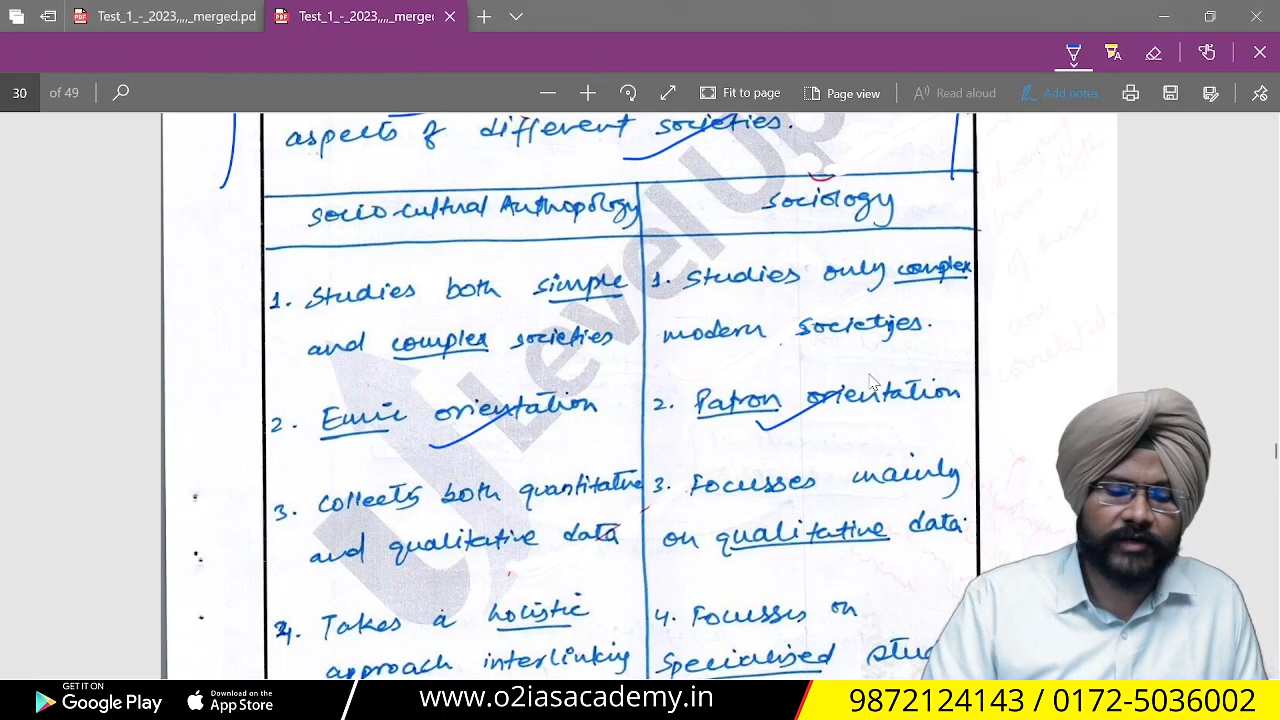 Test_1_-_2023,,,,_merged.pd
Test_1_-_2023,,,,_merged
30 of 49
Fit to page
Page view
Read aloud
Add notes
aspects of different societies.
Socio-cultural Anthropology
Sociology
1. Studies both simple
and complex societies
1. Studies only complex
modern societies.
2. Emic orientation
2. Patron orientation
3. Collects both quantitative
and qualitative data
3. Focusses mainly
on qualitative data.
4. Takes a holistic
approach interlinking
4. Focusses on
specialised
Level Up
GET IT ON
Google Play
Download on the
App Store
www.o2iasacademy.in
9872124143 / 0172-5036002